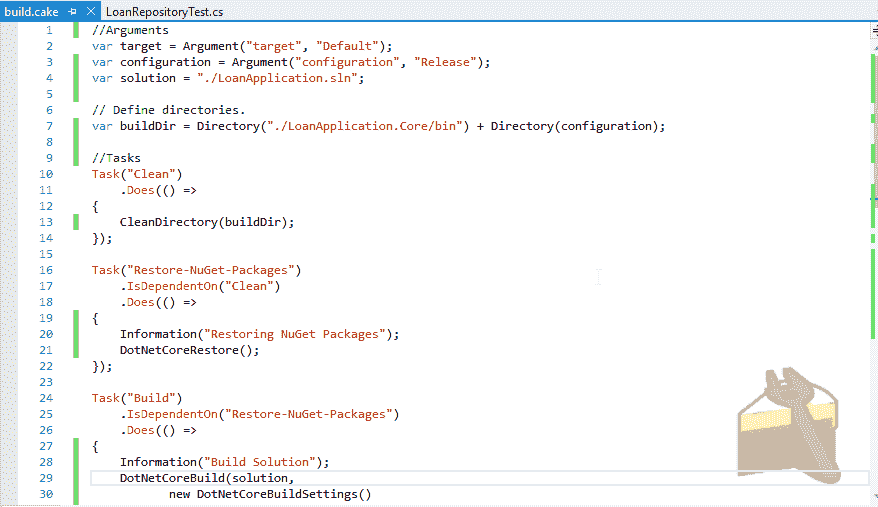 build.cake LoanRepositoryTest.cs
1 //Arguments
2 var target = Argument("target", "Default");
3 var configuration = Argument("configuration", "Release");
4 var solution = "./LoanApplication.sln";
5
6 // Define directories.
7 var buildDir = Directory("./LoanApplication.Core/bin") + Directory(configuration);
8
9 //Tasks
10 Task("Clean")
11     .Does(() =>
12 {
13     CleanDirectory(buildDir);
14 });
15
16 Task("Restore-NuGet-Packages")
17     .IsDependentOn("Clean")
18     .Does(() =>
19 {
20     Information("Restoring NuGet Packages");
21     DotNetCoreRestore();
22 });
23
24 Task("Build")
25     .IsDependentOn("Restore-NuGet-Packages")
26     .Does(() =>
27 {
28     Information("Build Solution");
29     DotNetCoreBuild(solution,
30            new DotNetCoreBuildSettings()